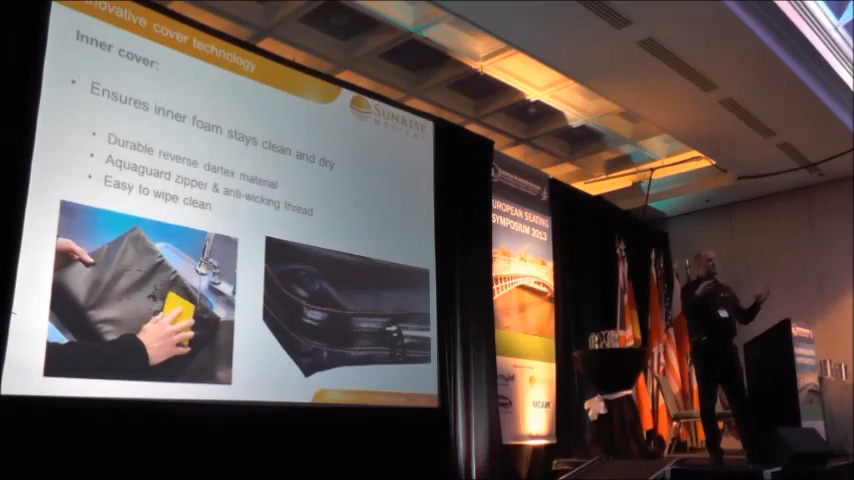 novative cover technology
Inner cover:
SUNRISE
MEDICAL
• Ensures inner foam stays clean and dry
• Durable reverse dartex material
• Aquaguard zipper & anti-wicking thread
• Easy to wipe clean
EUROPEAN SEATING
SYMPOSIUM 2013